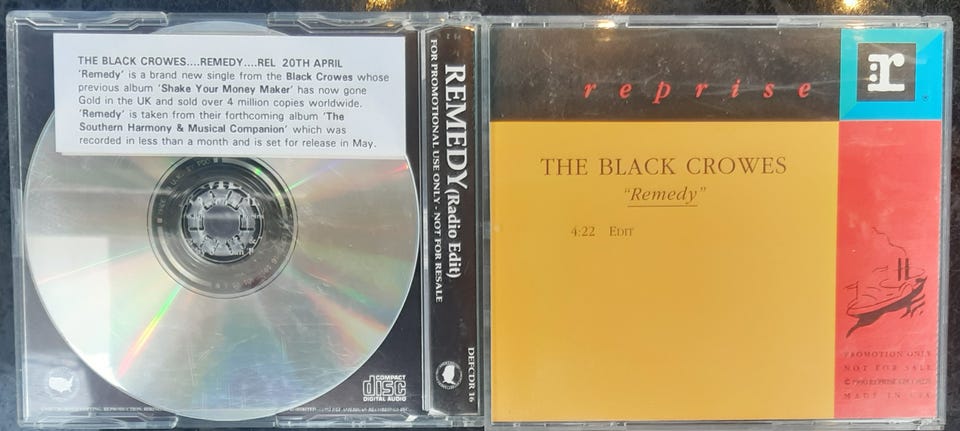 THE BLACK CROWES....REMEDY....REL 20TH APRIL
'Remedy' is a brand new single from the Black Crowes whose
previous album 'Shake Your Money Maker' has now gone
Gold in the UK and sold over 4 million copies worldwide.
'Remedy' is taken from their forthcoming album 'The
Southern Harmony & Musical Companion' which was
recorded in less than a month and is set for release in May.
COMPACT
disc
DIGITAL AUDIO
REMEDY (Radio Edit)
FOR PROMOTIONAL USE ONLY - NOT FOR RESALE
DEFCDR 16
reprise
r
THE BLACK CROWES
"Remedy"
4:22 EDIT
PROMOTION ONLY
NOT FOR SALE
© 1990 REPRISE RECORDS
MADE IN USA